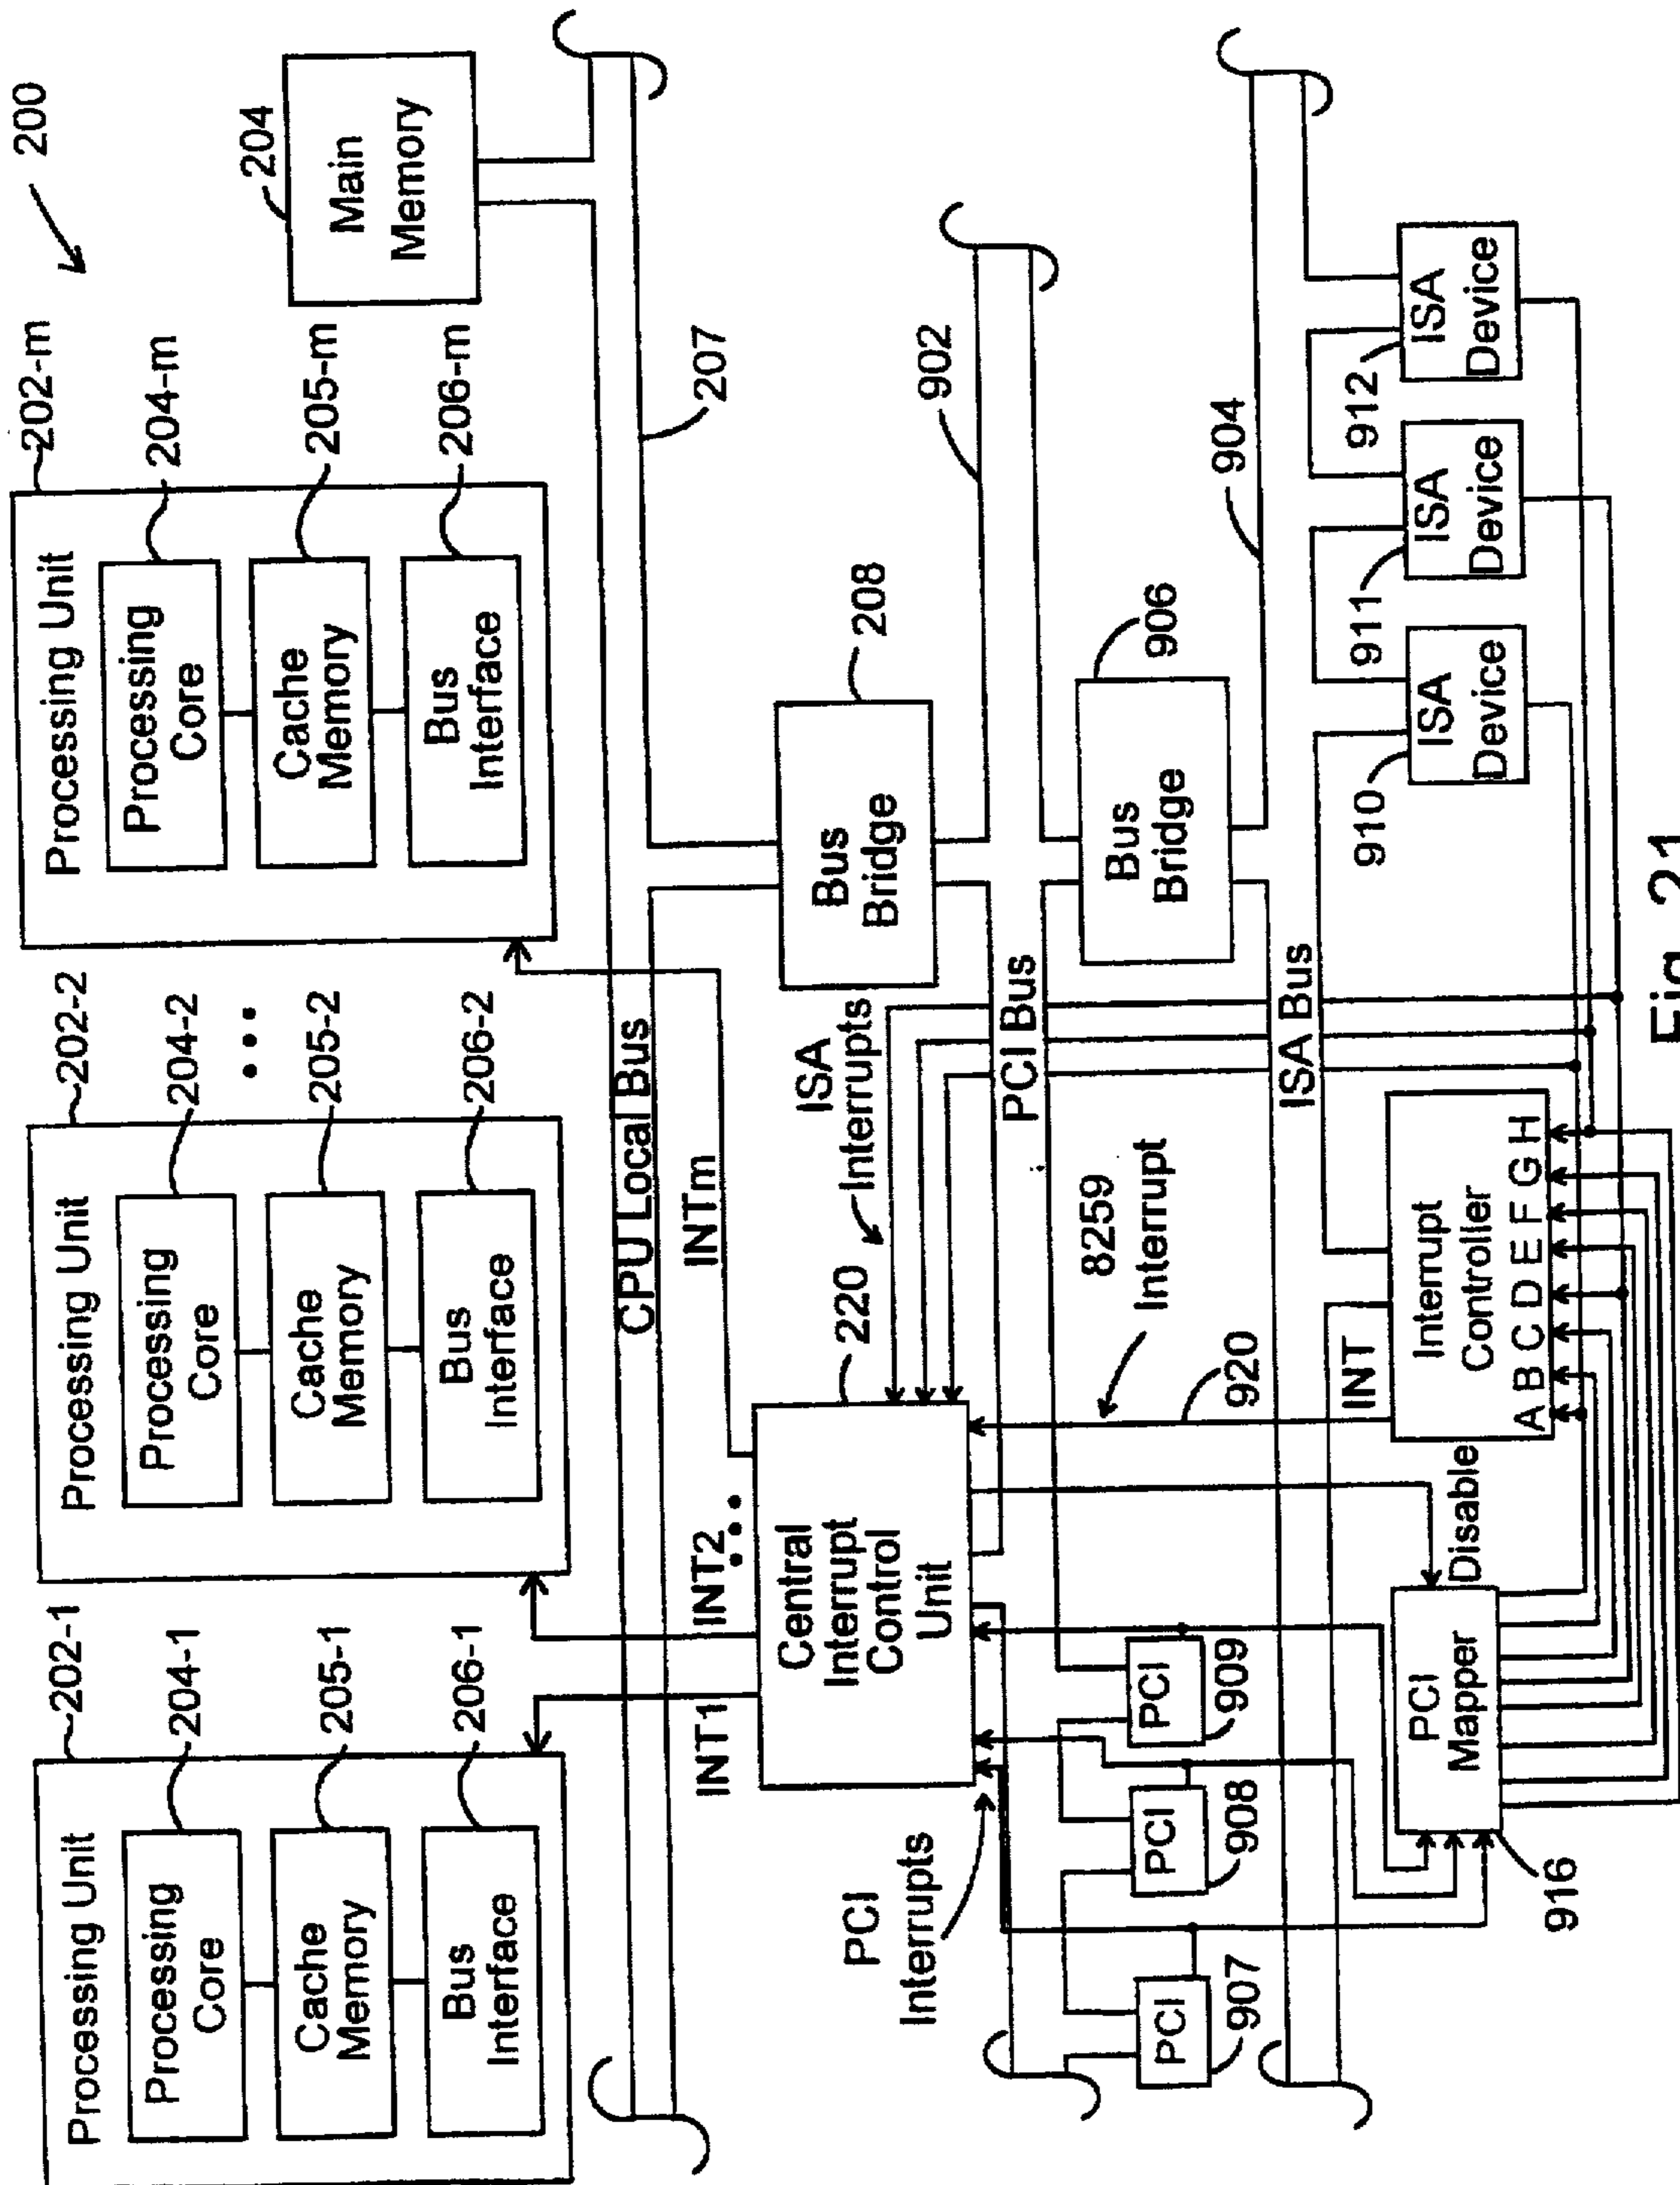 200
202-1
Processing Unit
Processing
Core
204-1
Cache
Memory
205-1
Bus
Interface
206-1
202-2
Processing Unit
Processing
Core
204-2
Cache
Memory
205-2
Bus
Interface
206-2
• • •
202-m
Processing Unit
Processing
Core
204-m
Cache
Memory
205-m
Bus
Interface
206-m
204
Main
Memory
CPU Local Bus
207
INT1
INT2
• • •
INTm
Central
Interrupt
Control
Unit
220
ISA
Interrupts
Bus
Bridge
208
PCI
Interrupts
PCI Bus
902
PCI
907
PCI
908
PCI
909
8259
Interrupt
920
Bus
Bridge
906
ISA Bus
904
INT
PCI
Mapper
916
Disable
Interrupt
Controller
A B C D E F G H
910
ISA
Device
911
ISA
Device
912
ISA
Device
Fig. 21